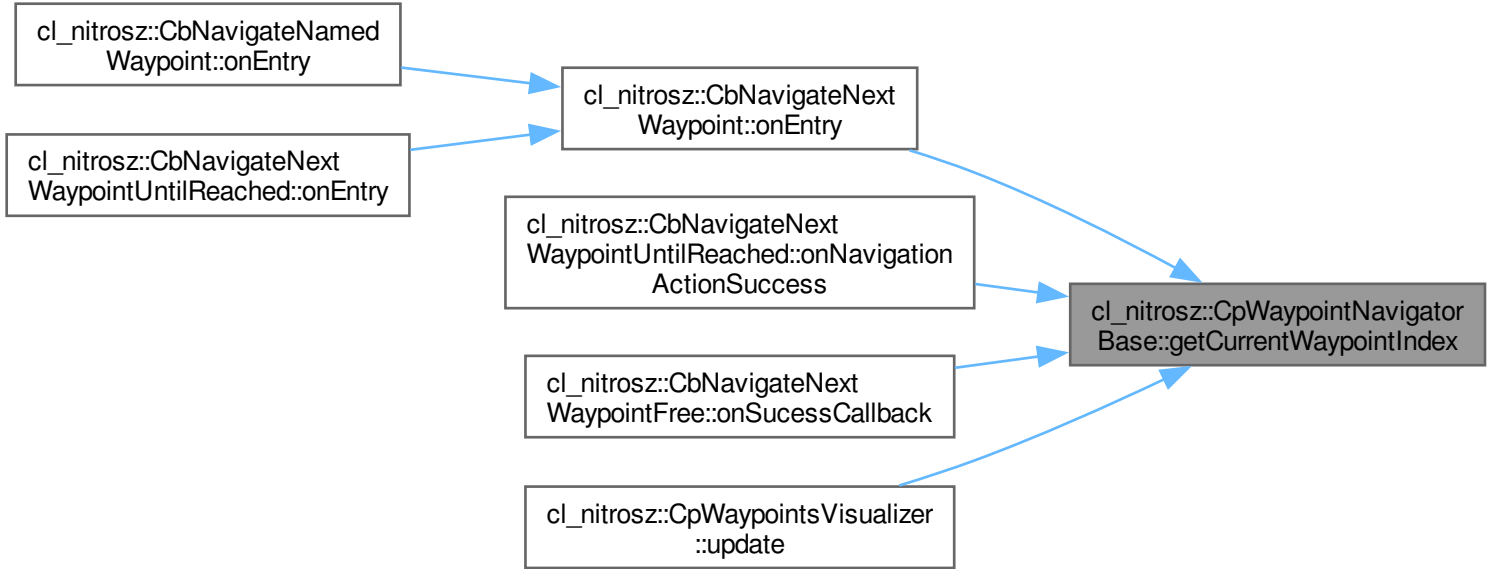 cl_nitrosz::CbNavigateNamed
Waypoint::onEntry
cl_nitrosz::CbNavigateNext
WaypointUntilReached::onEntry
cl_nitrosz::CbNavigateNext
Waypoint::onEntry
cl_nitrosz::CbNavigateNext
WaypointUntilReached::onNavigation
ActionSuccess
cl_nitrosz::CbNavigateNext
WaypointFree::onSucessCallback
cl_nitrosz::CpWaypointsVisualizer
::update
cl_nitrosz::CpWaypointNavigator
Base::getCurrentWaypointIndex